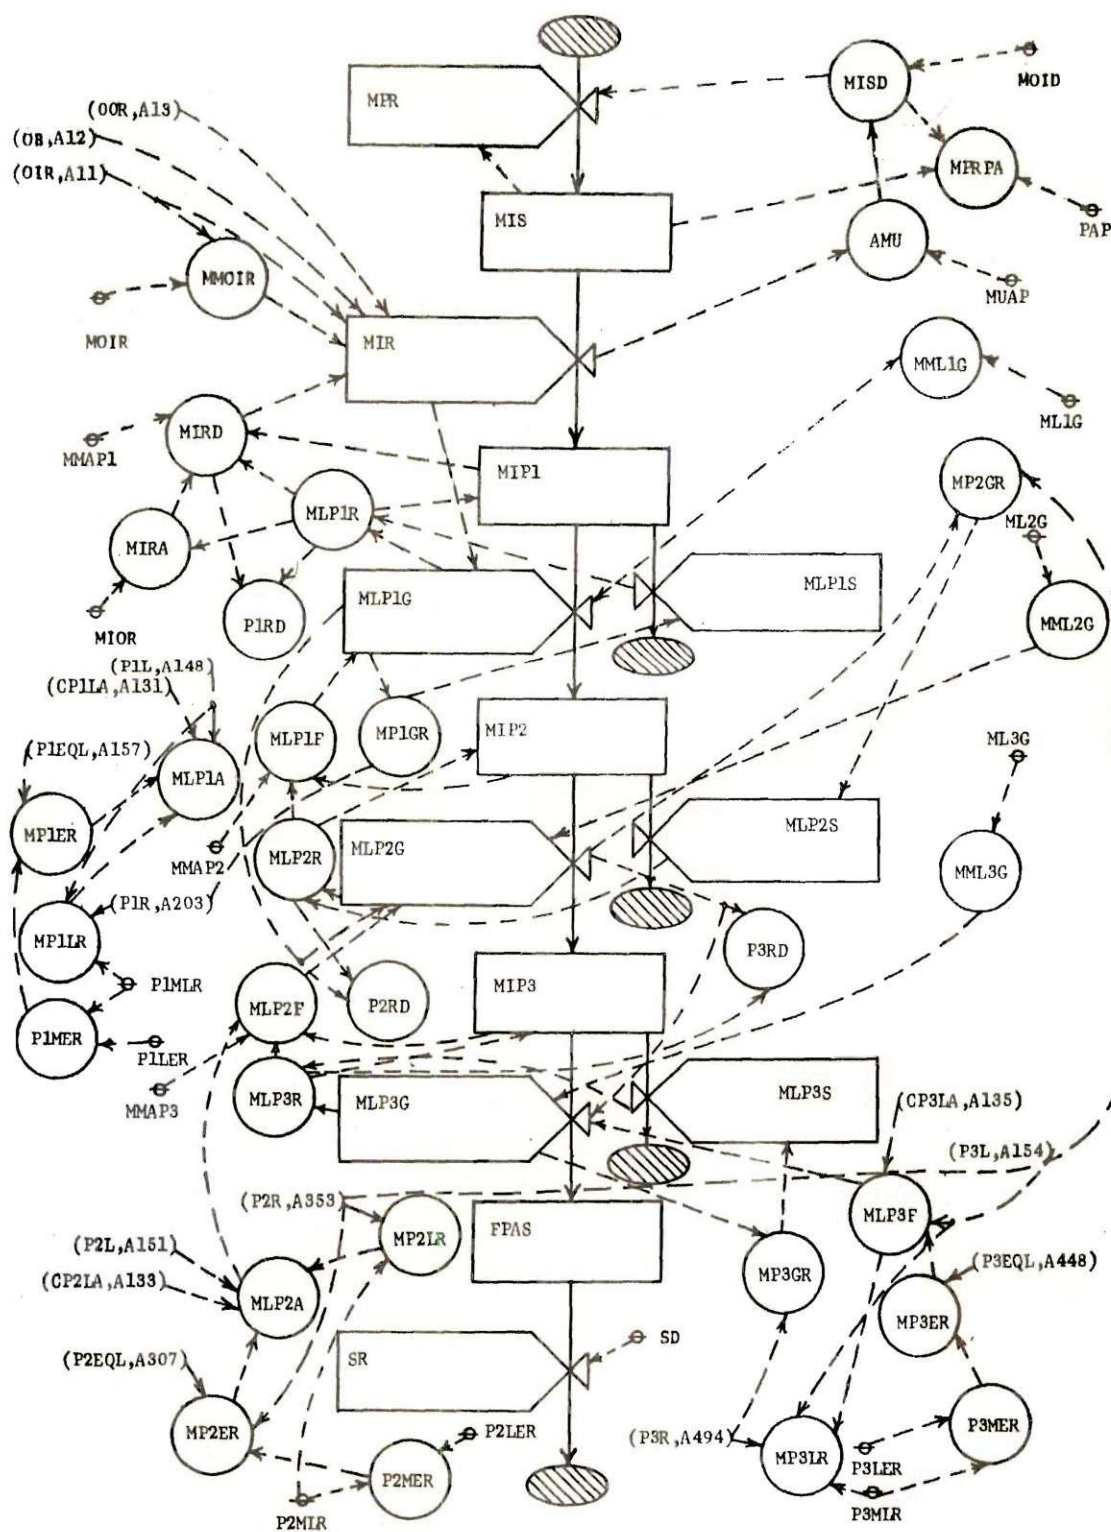 MPR
MISD
MOID
(OOR,A13)
(OB,A12)
(OIR,A11)
MPRPA
MIS
PAP
AMU
MMOIR
MUAP
MOIR
MIR
MML1G
ML1G
MIRD
MMAP1
MIP1
MP2GR
MLP1R
ML2G
MIRA
MLP1S
MLP1G
P1RD
MIOR
MML2G
(P1L,A148)
(CP1LA,A131)
MIP2
MLP1F
MP1GR
ML3G
(P1EQL,A157)
MLP1A
MP1ER
MLP2S
MLP2G
MLP2R
MMAP2
MML3G
(P1R,A203)
MP1LR
P3RD
P1MLR
MIP3
MLP2F
P2RD
P1MER
P1LER
MMAP3
MLP3R
MLP3G
MLP3S
(CP3LA,A135)
(P3L,A154)
(P2R,A353)
MP2LR
FPAS
MLP3F
(P2L,A151)
(CP2LA,A133)
MLP2A
MP3GR
(P3EQL,A448)
MP3ER
SD
SR
(P2EQL,A307)
MP2ER
P2LER
P3MER
(P3R,A494)
MP3LR
P3LER
P2MER
P2MLR
P3MLR